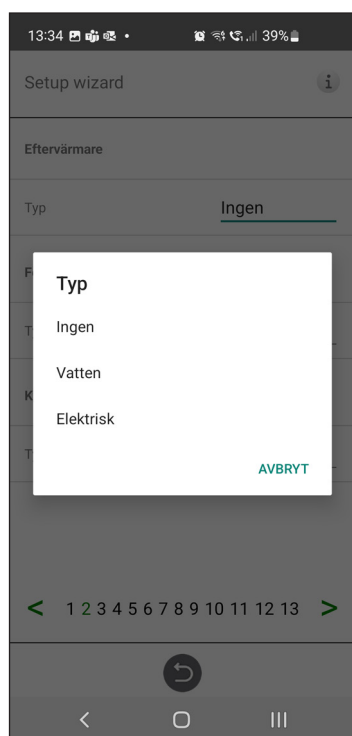 13:34 39%
Setup wizard i
Eftervärmare
Typ Ingen
F
Typ
T
Ingen
Vatten
K
Elektrisk
T
AVBRYT
< 1 2 3 4 5 6 7 8 9 10 11 12 13 >